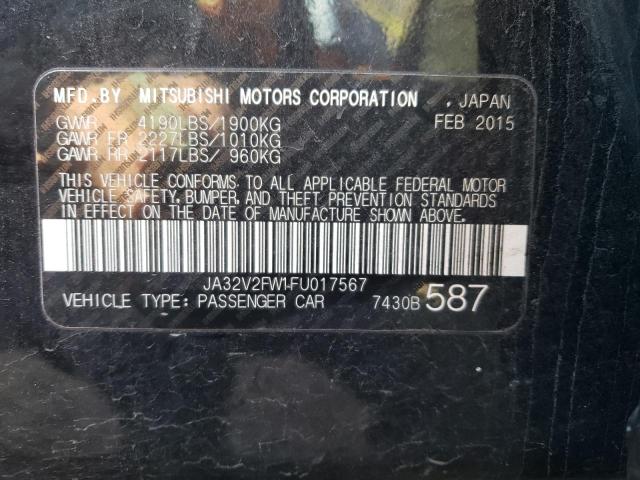 MFD.BY MITSUBISHI MOTORS CORPORATION , JAPAN
GVWR 4190LBS/1900KG FEB 2015
GAWR FR 2227LBS/1010KG
GAWR RR 2117LBS/ 960KG
THIS VEHICLE CONFORMS TO ALL APPLICABLE FEDERAL MOTOR
VEHICLE SAFETY, BUMPER, AND THEFT PREVENTION STANDARDS
IN EFFECT ON THE DATE OF MANUFACTURE SHOWN ABOVE.
JA32V2FW1FU017567
VEHICLE TYPE: PASSENGER CAR 7430B 587